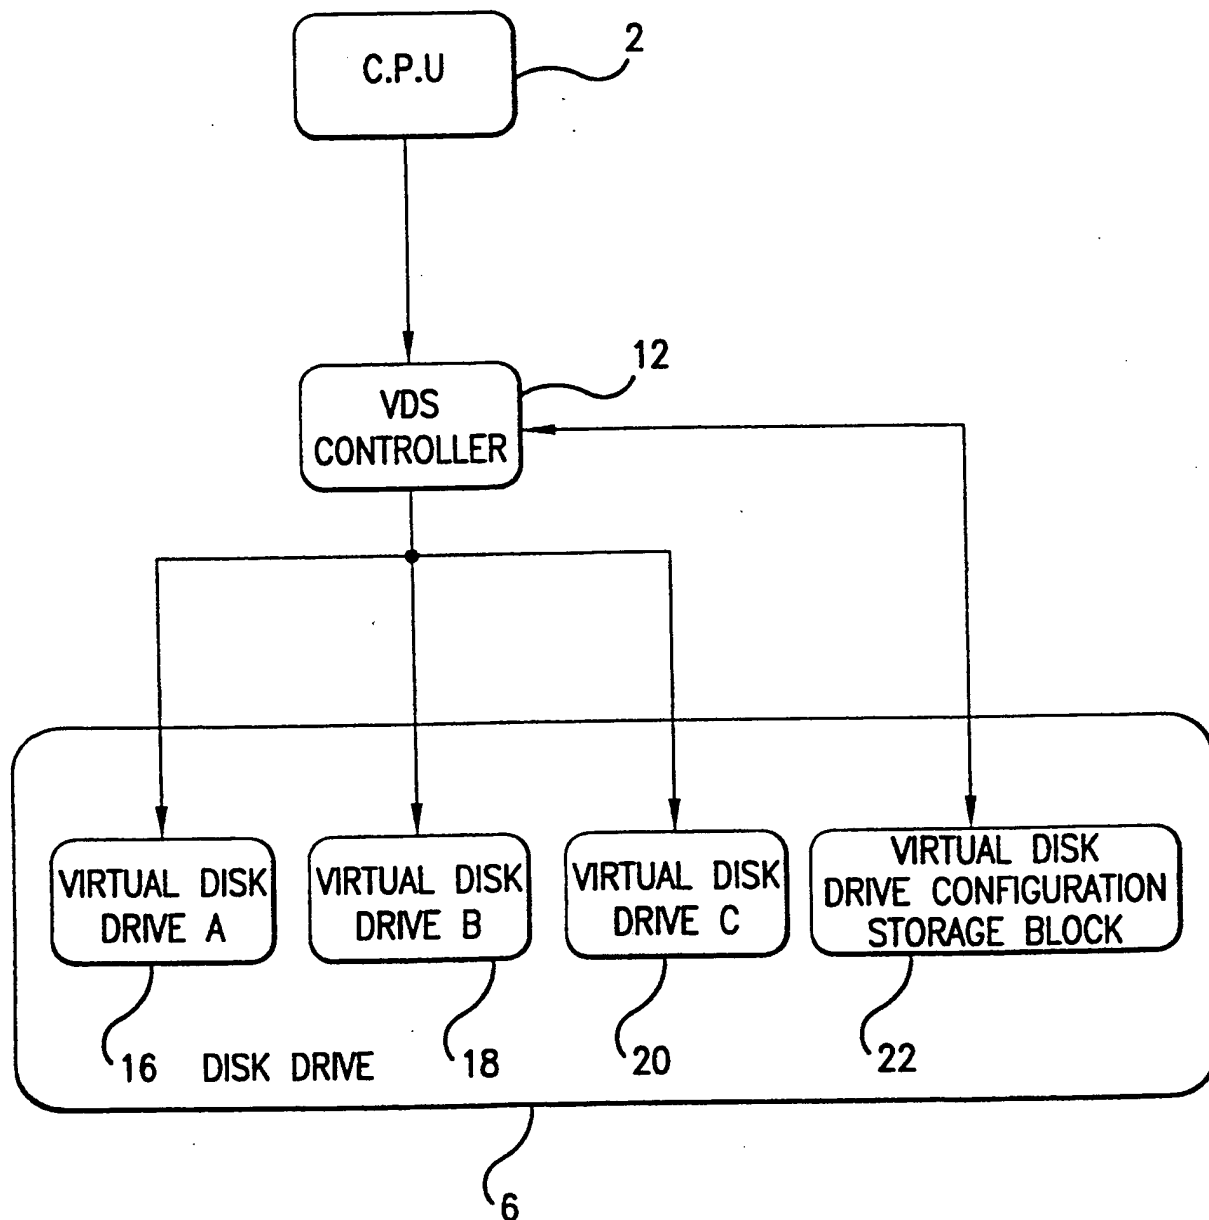 C.P.U
2
12
VDS
CONTROLLER
VIRTUAL DISK
DRIVE A
VIRTUAL DISK
DRIVE B
VIRTUAL DISK
DRIVE C
VIRTUAL DISK
DRIVE CONFIGURATION
STORAGE BLOCK
16
DISK DRIVE
18
20
22
6